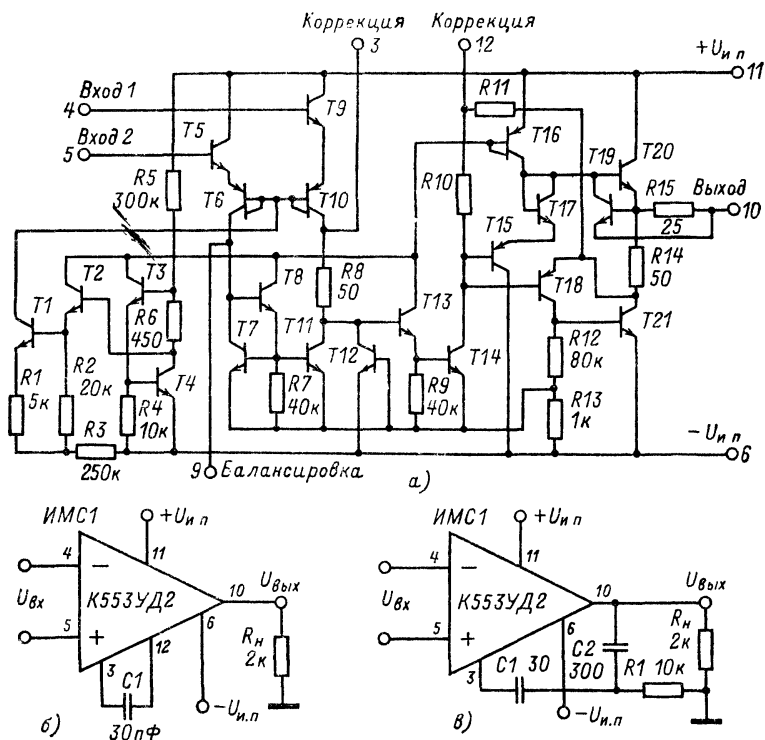 Коррекция Коррекция
3 12
+Uи.п
11
Вход 1
4
Вход 2
5
T5 T9 R11 T16 T19 T20
R5
300к
T6 T10 R10 T17 R15 Выход
25 10
T2 T3 T15 R14
50
T1 R6
450
T8 R8
50
T13 T18
T7 T11 T12 T14 T21
R1
5к
R2
20к
R4
10к
T4
R7
40к
R9
40к
R12
80к
R13
1к
R3
250к
−Uи.п
6
9 Еалансировка
а)
ИМС1
+Uи.п
4 − 11
К553УД2
Uвх
5 +
10 Uвых
6
12
3
Rн
2к
C1
30пФ
−Uи.п
б)
ИМС1
+Uи.п
4 − 11
К553УД2
Uвх
5 +
10 Uвых
6
3
C1 30
C2
300
R1 10к
Rн
2к
−Uи.п
в)